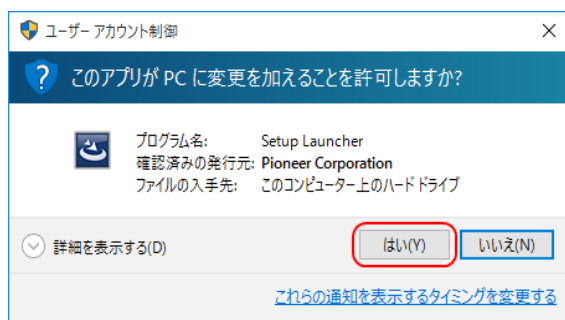 ユーザー アカウント制御
このアプリが PC に変更を加えることを許可しますか?
プログラム名: Setup Launcher
確認済みの発行元: Pioneer Corporation
ファイルの入手先: このコンピューター上のハード ドライブ
詳細を表示する(D) はい(Y) いいえ(N)
これらの通知を表示するタイミングを変更する